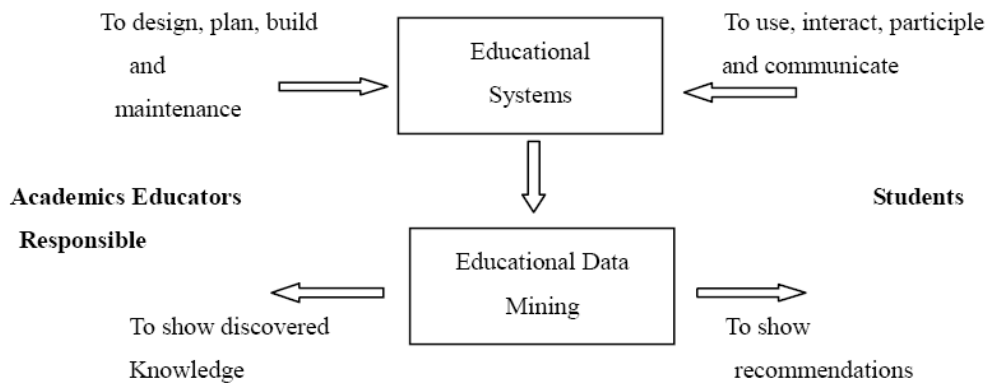 To design, plan, build
and
maintenance
Educational
Systems
To use, interact, participle
and communicate
Academics Educators
Responsible
Students
Educational Data
Mining
To show discovered
Knowledge
To show
recommendations